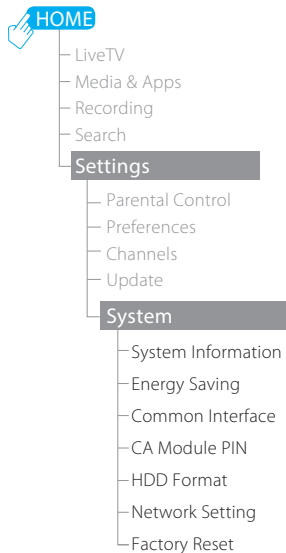 HOME
LiveTV
Media & Apps
Recording
Search
Settings
Parental Control
Preferences
Channels
Update
System
System Information
Energy Saving
Common Interface
CA Module PIN
HDD Format
Network Setting
Factory Reset